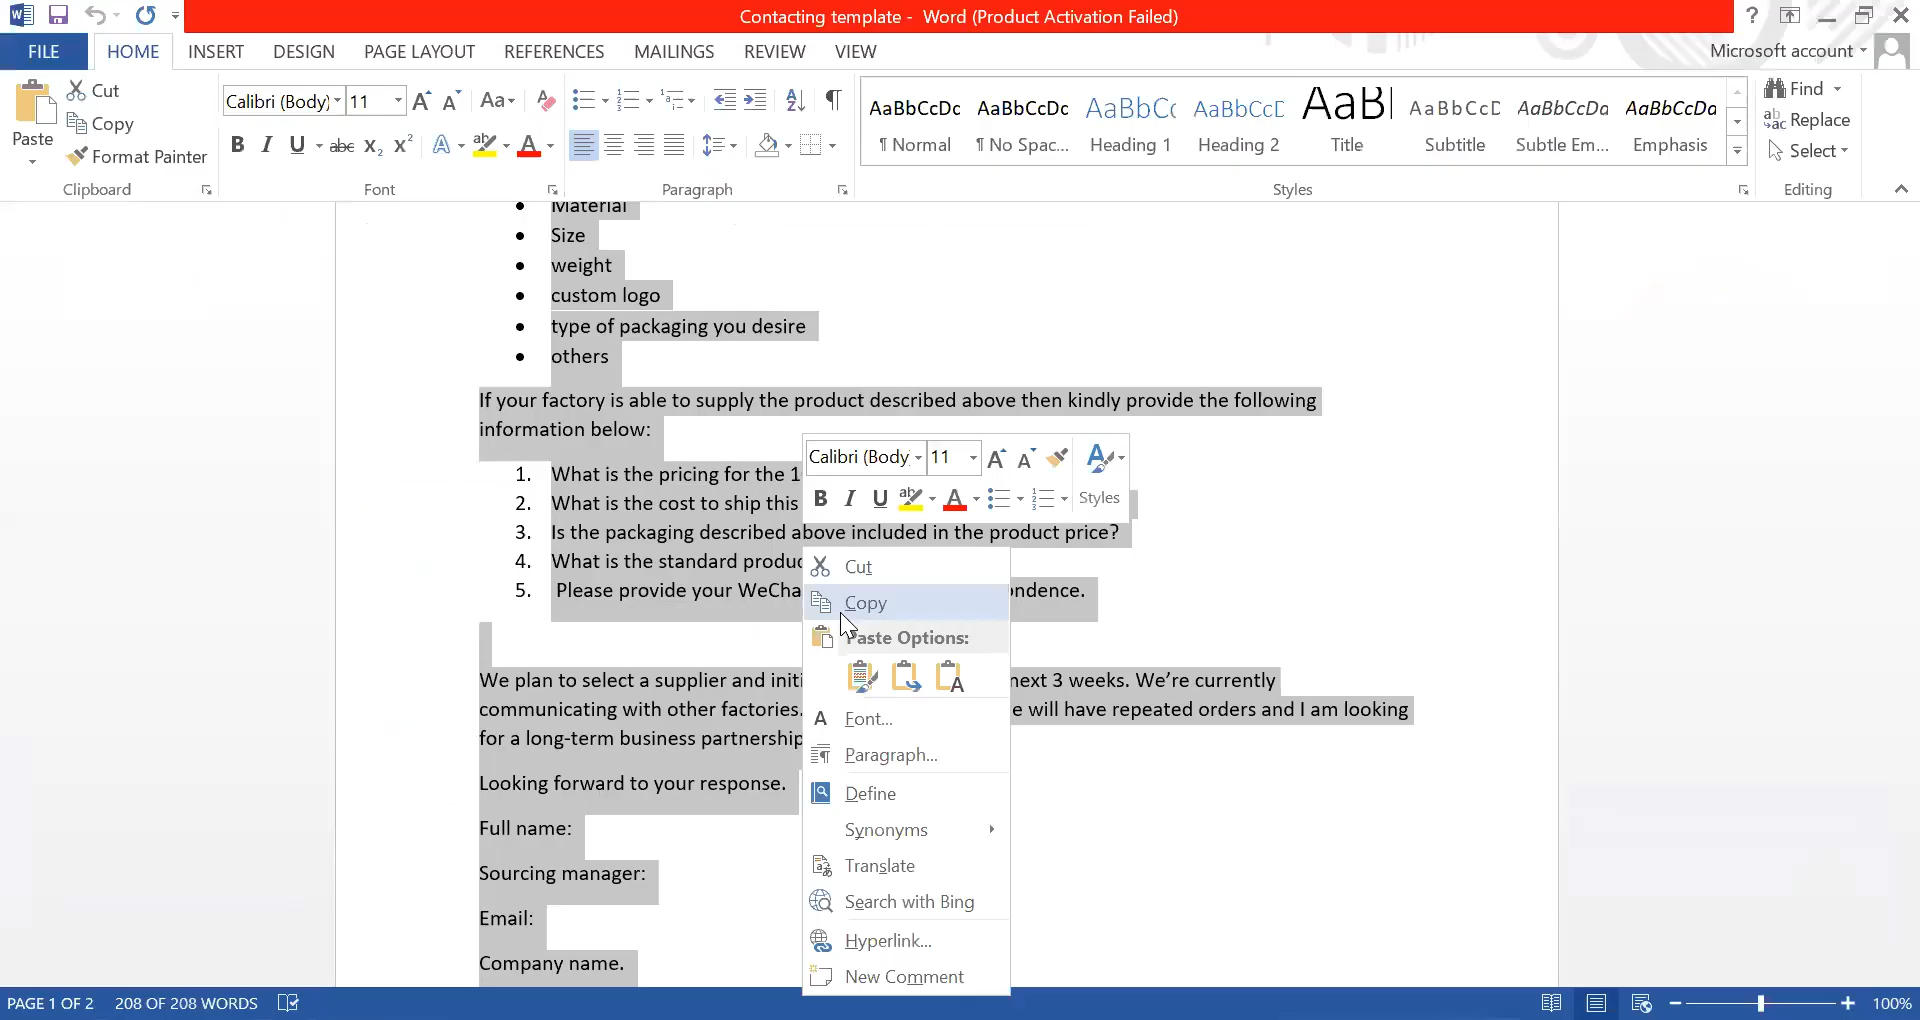 Contacting template - Word (Product Activation Failed)
?
FILE HOME INSERT DESIGN PAGE LAYOUT REFERENCES MAILINGS REVIEW VIEW
Microsoft account
Paste
Cut
Copy
Format Painter
Clipboard
Calibri (Body) 11
Aa
B I U abc X₂ X² A ab A
Font
Paragraph
AaBbCcDc AaBbCcDc AaBbCc AaBbCcD AaBl AaBbCcD AaBbCcDa AaBbCcDa
¶ Normal ¶ No Spac... Heading 1 Heading 2 Title Subtitle Subtle Em... Emphasis
Styles
Find
Replace
Select
Editing
• Material
• Size
• weight
• custom logo
• type of packaging you desire
• others
If your factory is able to supply the product described above then kindly provide the following
information below:
1. What is the pricing for the 1
2. What is the cost to ship this
3. Is the packaging described above included in the product price?
4. What is the standard produc
5. Please provide your WeCha ndence.
We plan to select a supplier and initi next 3 weeks. We’re currently
communicating with other factories. e will have repeated orders and I am looking
for a long-term business partnership
Looking forward to your response.
Full name:
Sourcing manager:
Email:
Company name.
Calibri (Body 11
B I U ab A
Styles
Cut
Copy
Paste Options:
Font...
Paragraph...
Define
Synonyms
Translate
Search with Bing
Hyperlink...
New Comment
PAGE 1 OF 2 208 OF 208 WORDS
100%